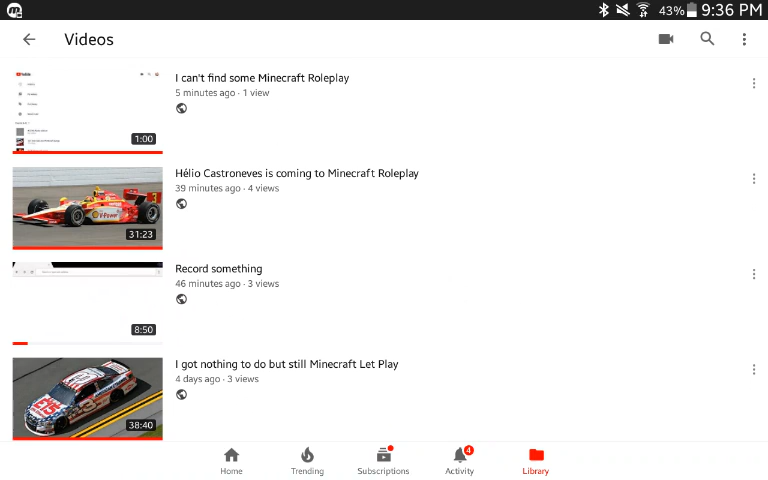 43% 9:36 PM
Videos
I can't find some Minecraft Roleplay
5 minutes ago · 1 view
1:00
Hélio Castroneves is coming to Minecraft Roleplay
39 minutes ago · 4 views
31:23
Record something
46 minutes ago · 3 views
8:50
I got nothing to do but still Minecraft Let Play
4 days ago · 3 views
38:40
4
Home Trending Subscriptions Activity Library